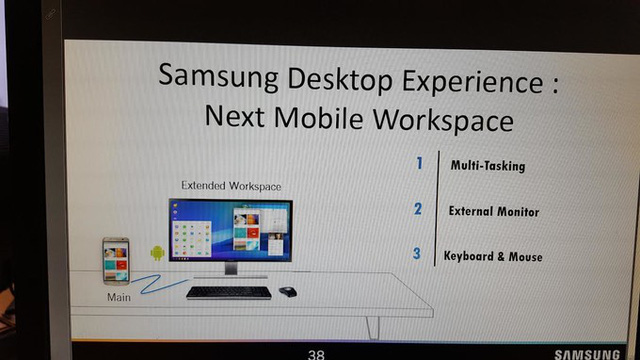 Samsung Desktop Experience :
Next Mobile Workspace
Extended Workspace
Main
1 Multi-Tasking
2 External Monitor
3 Keyboard & Mouse
38
SAMSUNG